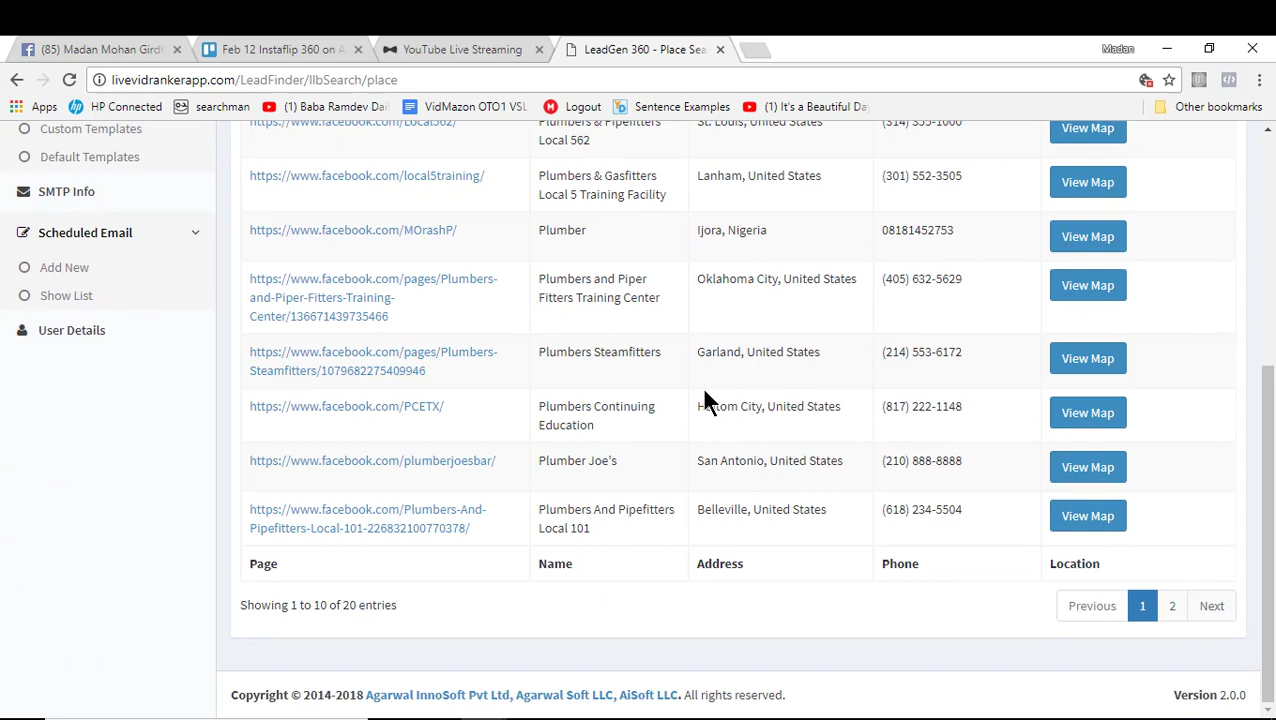 (85) Madan Mohan Gird
Feb 12 Instaflip 360 on A
YouTube Live Streaming
LeadGen 360 - Place Sea
Madan
livevidrankerapp.com/LeadFinder/llbSearch/place
Apps
HP Connected
searchman
(1) Baba Ramdev Dai
VidMazon OTO1 VSL
Logout
Sentence Examples
(1) It's a Beautiful Day
Other bookmarks
Custom Templates
Default Templates
SMTP Info
Scheduled Email
Add New
Show List
User Details
https://www.facebook.com/Local562/
Plumbers & Pipefitters
Local 562
St. Louis, United States
(314) 355-1000
View Map
https://www.facebook.com/local5training/
Plumbers & Gasfitters
Local 5 Training Facility
Lanham, United States
(301) 552-3505
View Map
https://www.facebook.com/MOrashP/
Plumber
Ijora, Nigeria
08181452753
View Map
https://www.facebook.com/pages/Plumbers-
and-Piper-Fitters-Training-
Center/136671439735466
Plumbers and Piper
Fitters Training Center
Oklahoma City, United States
(405) 632-5629
View Map
https://www.facebook.com/pages/Plumbers-
Steamfitters/1079682275409946
Plumbers Steamfitters
Garland, United States
(214) 553-6172
View Map
https://www.facebook.com/PCETX/
Plumbers Continuing
Education
City, United States
(817) 222-1148
View Map
https://www.facebook.com/plumberjoesbar/
Plumber Joe's
San Antonio, United States
(210) 888-8888
View Map
https://www.facebook.com/Plumbers-And-
Pipefitters-Local-101-226832100770378/
Plumbers And Pipefitters
Local 101
Belleville, United States
(618) 234-5504
View Map
Page
Name
Address
Phone
Location
Showing 1 to 10 of 20 entries
Previous
1
2
Next
Copyright © 2014-2018 Agarwal InnoSoft Pvt Ltd, Agarwal Soft LLC, AiSoft LLC. All rights reserved.
Version 2.0.0